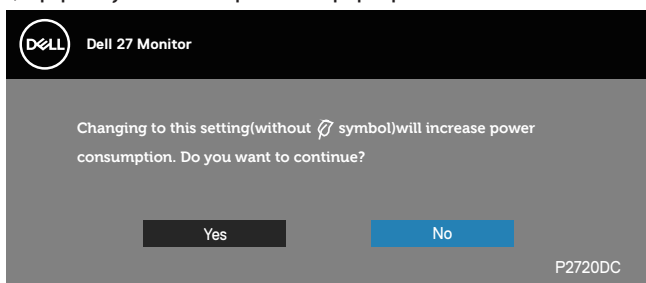 DELL
Dell 27 Monitor
Changing to this setting(without symbol)will increase power
consumption. Do you want to continue?
Yes
No
P2720DC